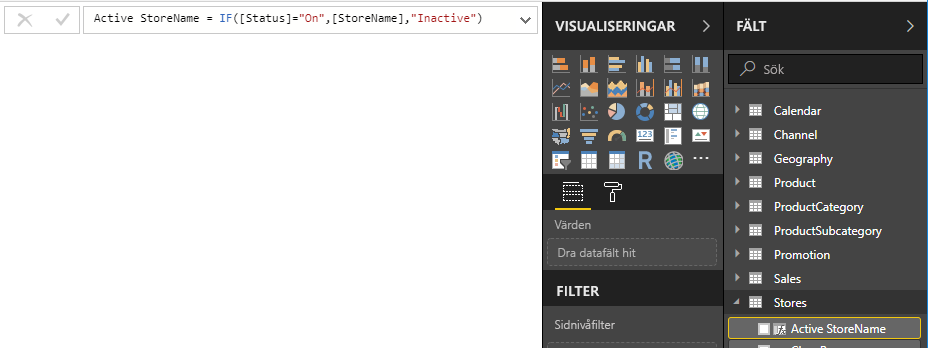 Active StoreName = IF([Status]="On",[StoreName],"Inactive")
VISUALISERINGAR
123
R
Värden
Dra datafält hit
FILTER
Sidnivåfilter
FÄLT
Sök
Calendar
Channel
Geography
Product
ProductCategory
ProductSubcategory
Promotion
Sales
Stores
Active StoreName